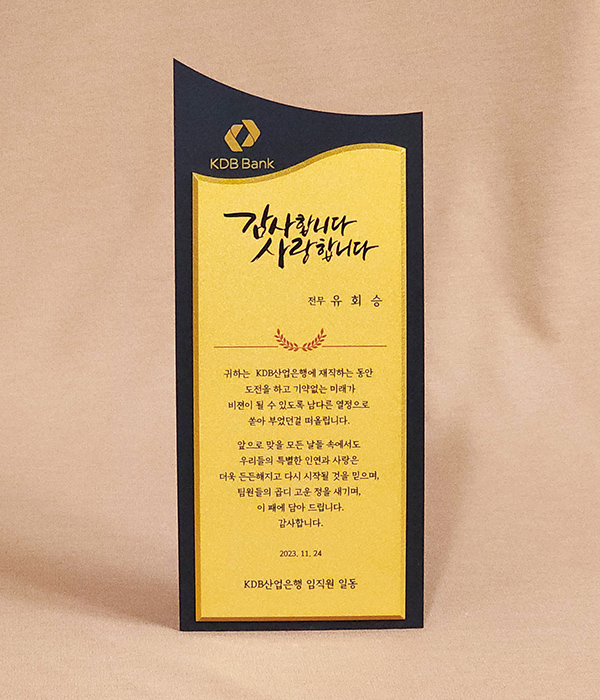 KDB Bank
감사합니다
사랑합니다
전무 유 회 승
귀하는 KDB산업은행에 재직하는 동안
도전을 하고 기약없는 미래가
비젼이 될 수 있도록 남다른 열정으로
쏟아 부었던걸 떠올립니다.
앞으로 맞을 모든 날들 속에서도
우리들의 특별한 인연과 사랑은
더욱 든든해지고 다시 시작될 것을 믿으며,
팀원들의 곱디 고운 정을 새기며,
이 패에 담아 드립니다.
감사합니다.
2023. 11. 24
KDB산업은행 임직원 일동